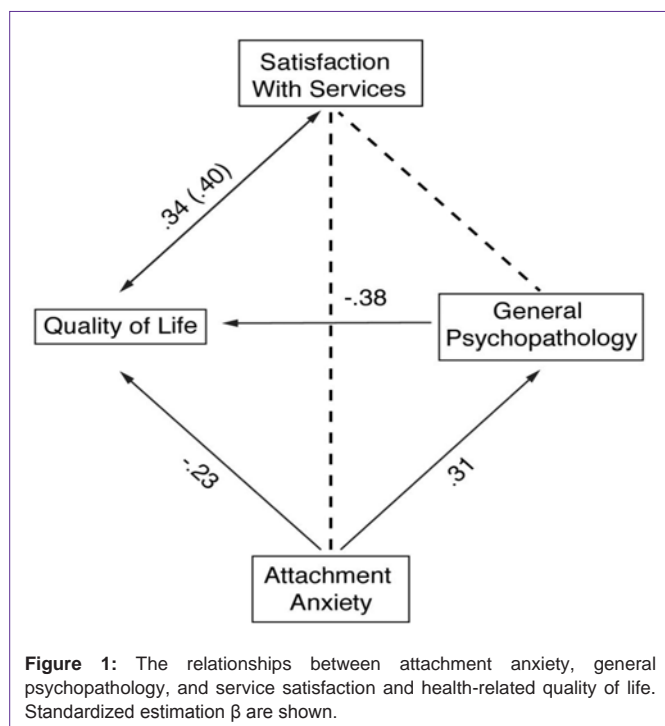 Satisfaction
With Services
.34 (.40)
-.38
Quality of Life
General
Psychopathology
-.23
.31
Attachment
Anxiety
Figure 1: The relationships between attachment anxiety, general
psychopathology, and service satisfaction and health-related quality of life.
Standardized estimation β are shown.